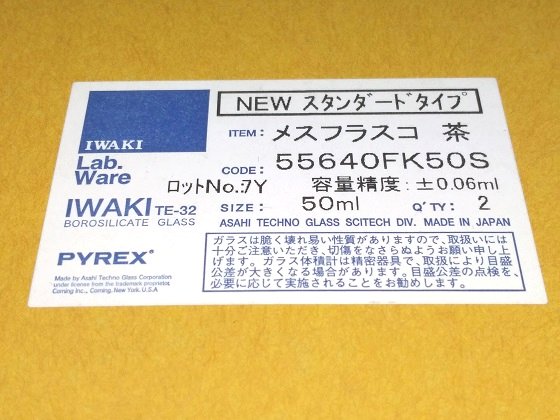 NEW スタンダードタイプ
IWAKI
ITEM: メスフラスコ 茶
Lab.
Ware
CODE: 55640FK50S
ロットNo.7Y 容量精度:±0.06ml
IWAKI TE-32
BOROSILICATE GLASS
SIZE: 50ml Q'TY: 2
ASAHI TECHNO GLASS SCITECH DIV. MADE IN JAPAN
PYREX®
Made by Asahi Techno Glass Corporation
under license from the trademark proprietor,
Corning Inc., Corning, New York, U.S.A
ガラスは脆く壊れ易い性質がありますので、取扱いには
十分ご注意いただき、切傷をなさらぬようお願い申し上
げます。ガラス体積計は精密器具で、取扱により目盛
公差が大きくなる場合があります。目盛公差の点検を、
必要に応じて実施されることをお勧めします。